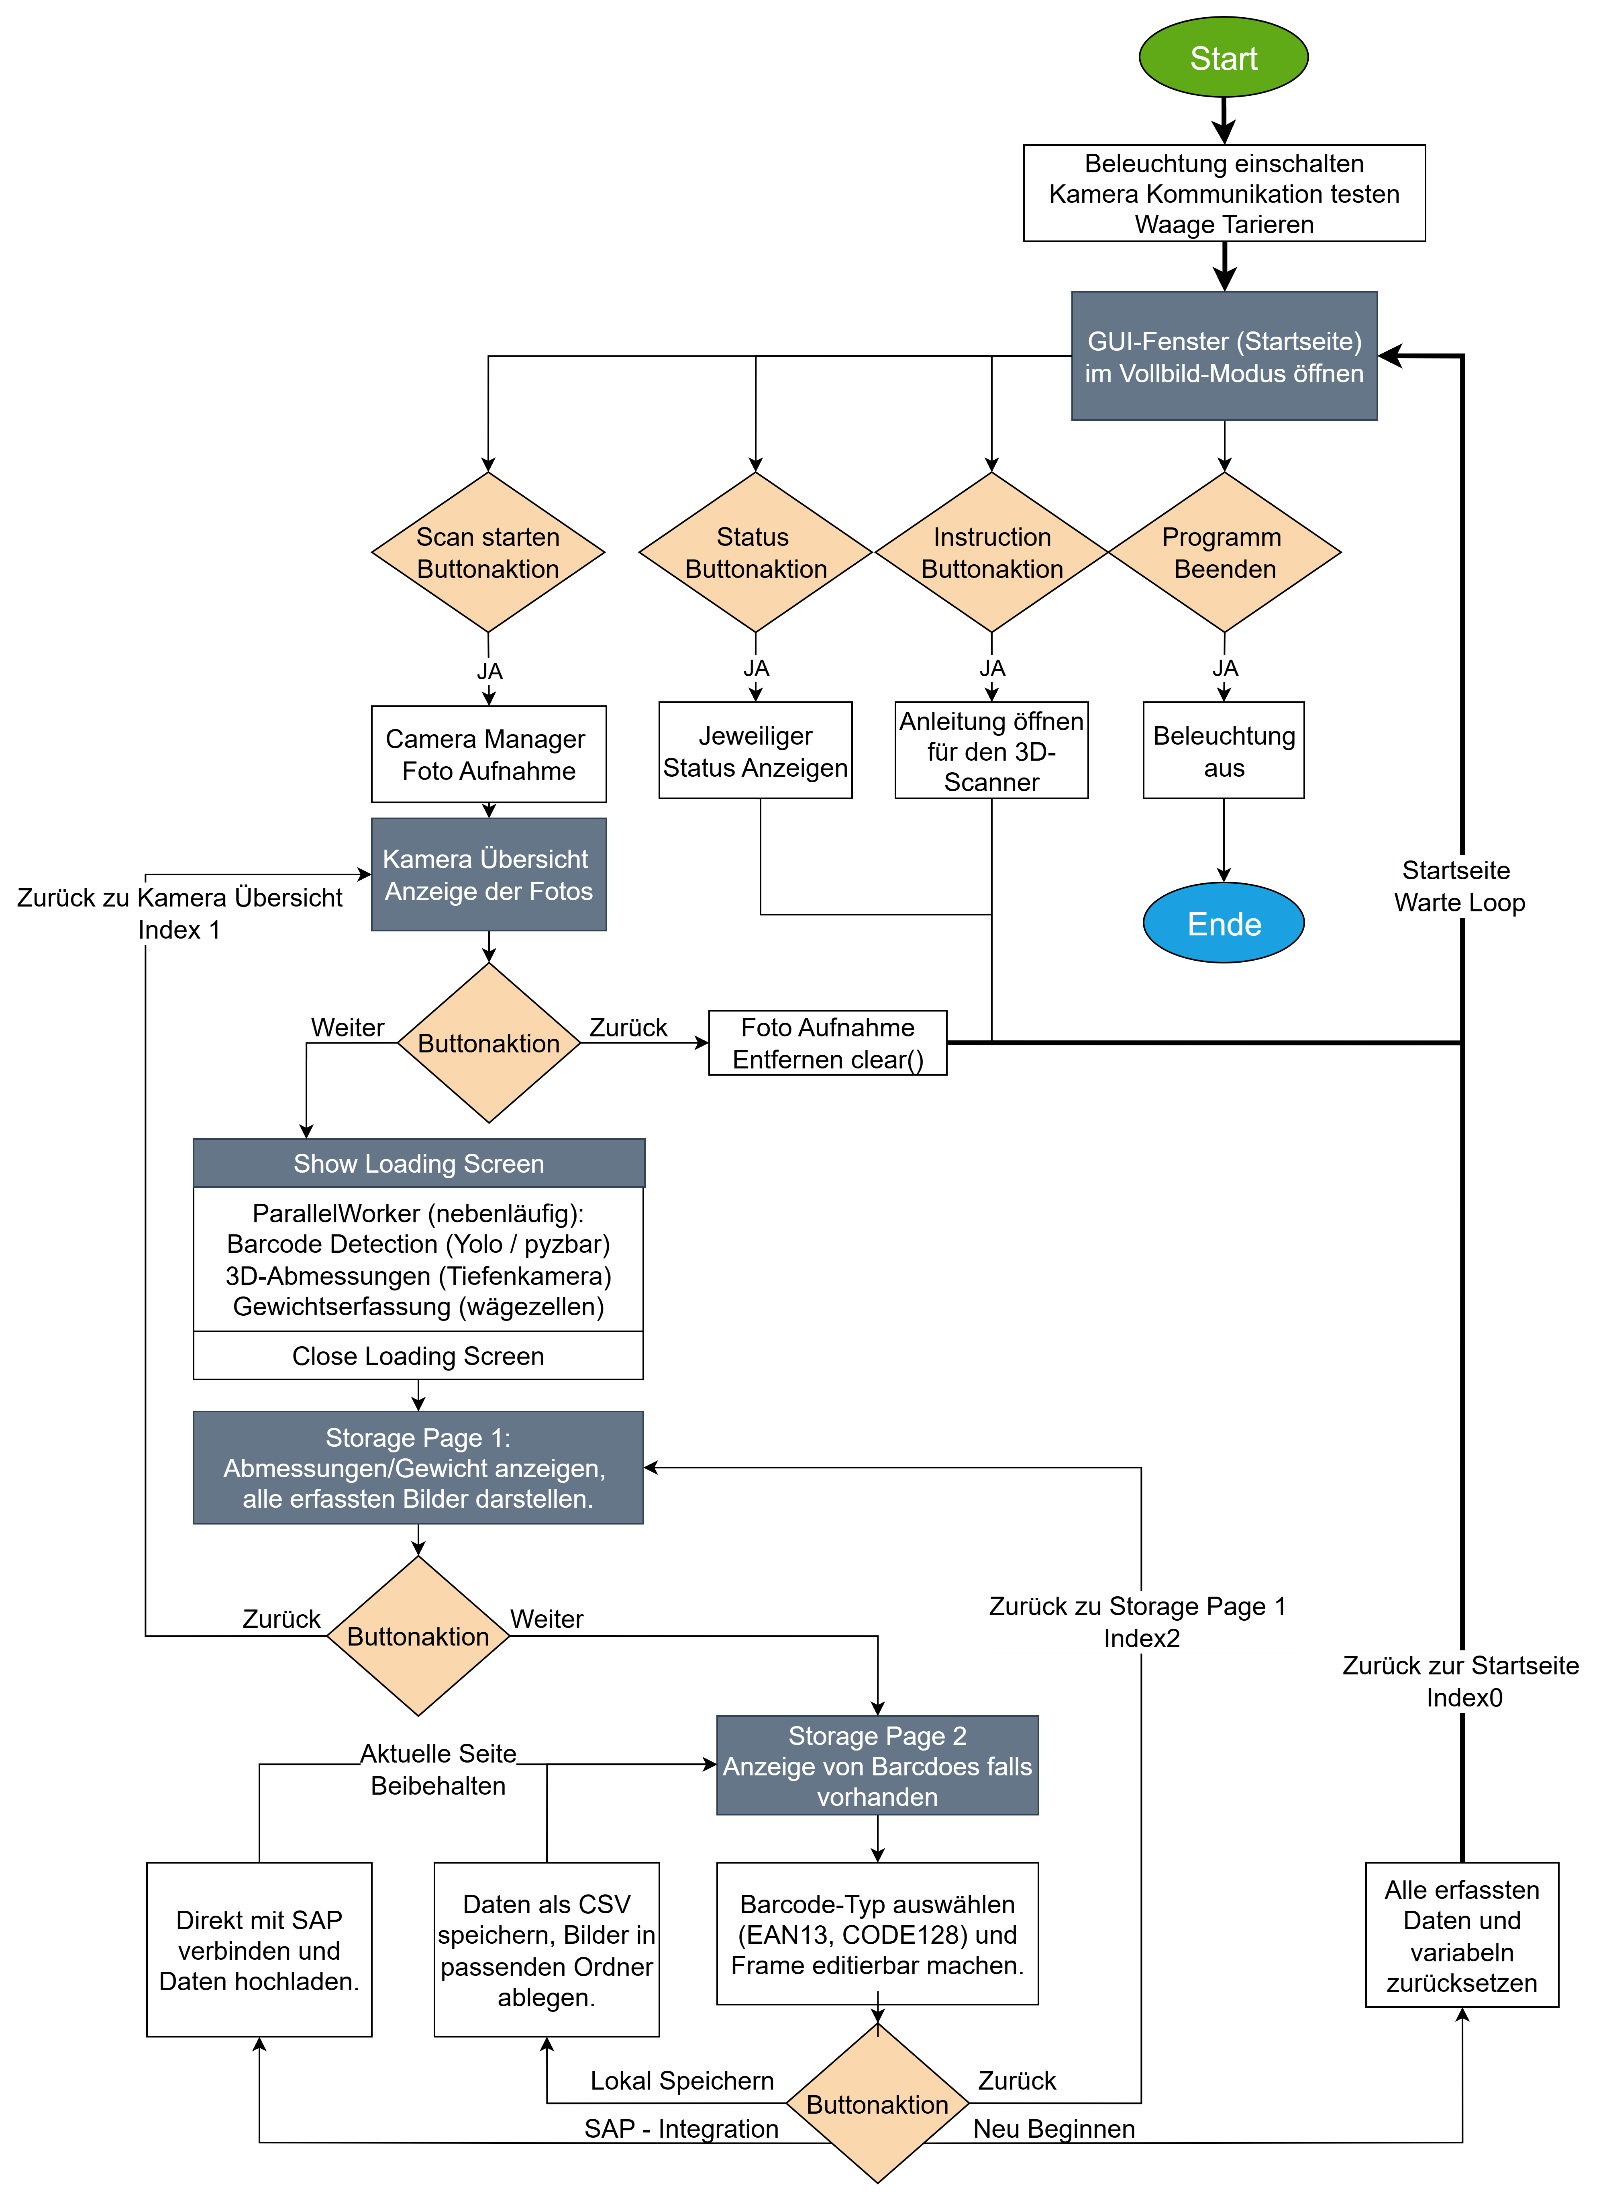 Start
Beleuchtung einschalten
Kamera Kommunikation testen
Waage Tarieren
GUI-Fenster (Startseite)
im Vollbild-Modus öffnen
Scan starten
Buttonaktion
Status
Buttonaktion
Instruction
Buttonaktion
Programm
Beenden
JA
JA
JA
JA
Camera Manager
Foto Aufnahme
Jeweiliger
Status Anzeigen
Anleitung öffnen
für den 3D-
Scanner
Beleuchtung
aus
Kamera Übersicht
Anzeige der Fotos
Zurück zu Kamera Übersicht
Index 1
Ende
Startseite
Warte Loop
Weiter
Buttonaktion
Zurück
Foto Aufnahme
Entfernen clear()
Show Loading Screen
ParallelWorker (nebenläufig):
Barcode Detection (Yolo / pyzbar)
3D-Abmessungen (Tiefenkamera)
Gewichtserfassung (wägezellen)
Close Loading Screen
Storage Page 1:
Abmessungen/Gewicht anzeigen,
alle erfassten Bilder darstellen.
Zurück
Buttonaktion
Weiter
Zurück zu Storage Page 1
Index2
Zurück zur Startseite
Index0
Aktuelle Seite
Beibehalten
Storage Page 2
Anzeige von Barcdoes falls
vorhanden
Direkt mit SAP
verbinden und
Daten hochladen.
Daten als CSV
speichern, Bilder in
passenden Ordner
ablegen.
Barcode-Typ auswählen
(EAN13, CODE128) und
Frame editierbar machen.
Alle erfassten
Daten und
variabeln
zurücksetzen
Lokal Speichern
Zurück
Buttonaktion
SAP - Integration
Neu Beginnen